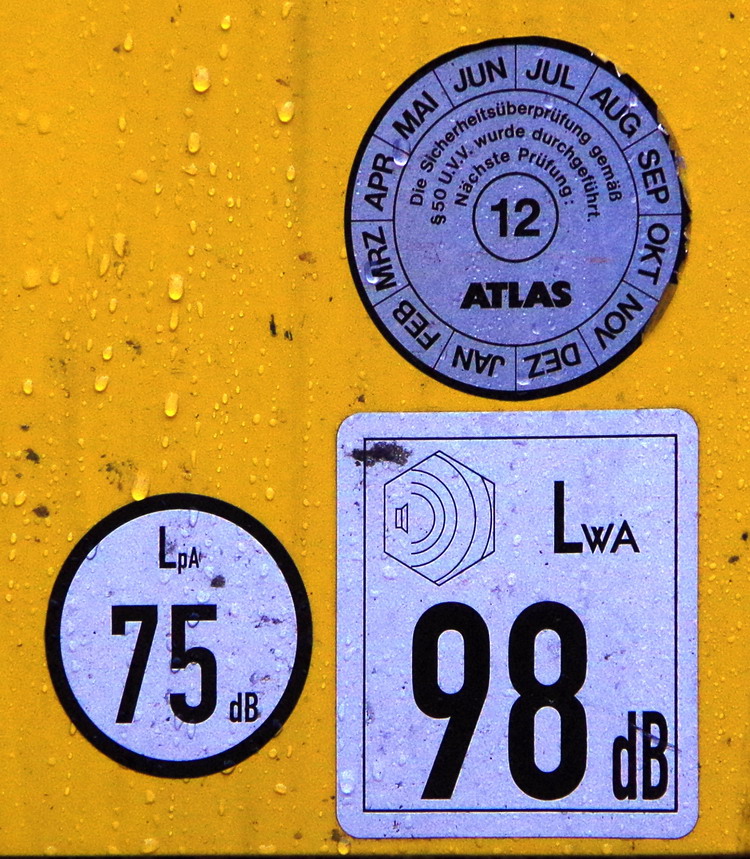 JAN FEB MRZ APR MAI JUN JUL AUG SEP OKT NOV DEZ
Die Sicherheitsüberprüfung gemäß
§50 U.V.V. wurde durchgeführt.
Nächste Prüfung:
12
ATLAS
LpA
75 dB
LWA
98 dB